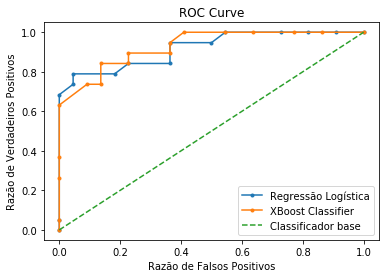 ROC Curve
Razão de Verdadeiros Positivos
1.0
0.8
0.6
0.4
0.2
0.0
Regressão Logística
XBoost Classifier
Classificador base
0.0 0.2 0.4 0.6 0.8 1.0
Razão de Falsos Positivos